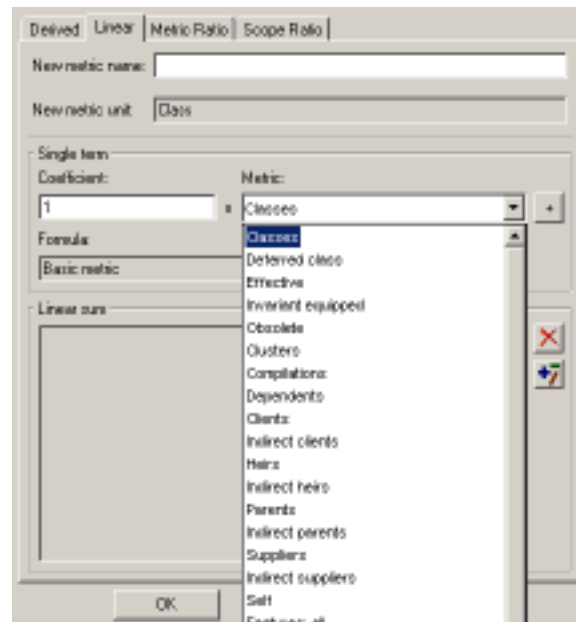 Derived Linear Metric Ratio Scope Ratio
New metric name:
New metric unit: Class
Single term
Coefficient: Metric:
1 x Classes +
Formula:
Basic metric
Classes
Deferred class
Effective
Invariant equipped
Obsolete
Clusters
Compilations
Dependents
Clients
Indirect clients
Heirs
Indirect heirs
Parents
Indirect parents
Suppliers
Indirect suppliers
Self
Linear sum
OK